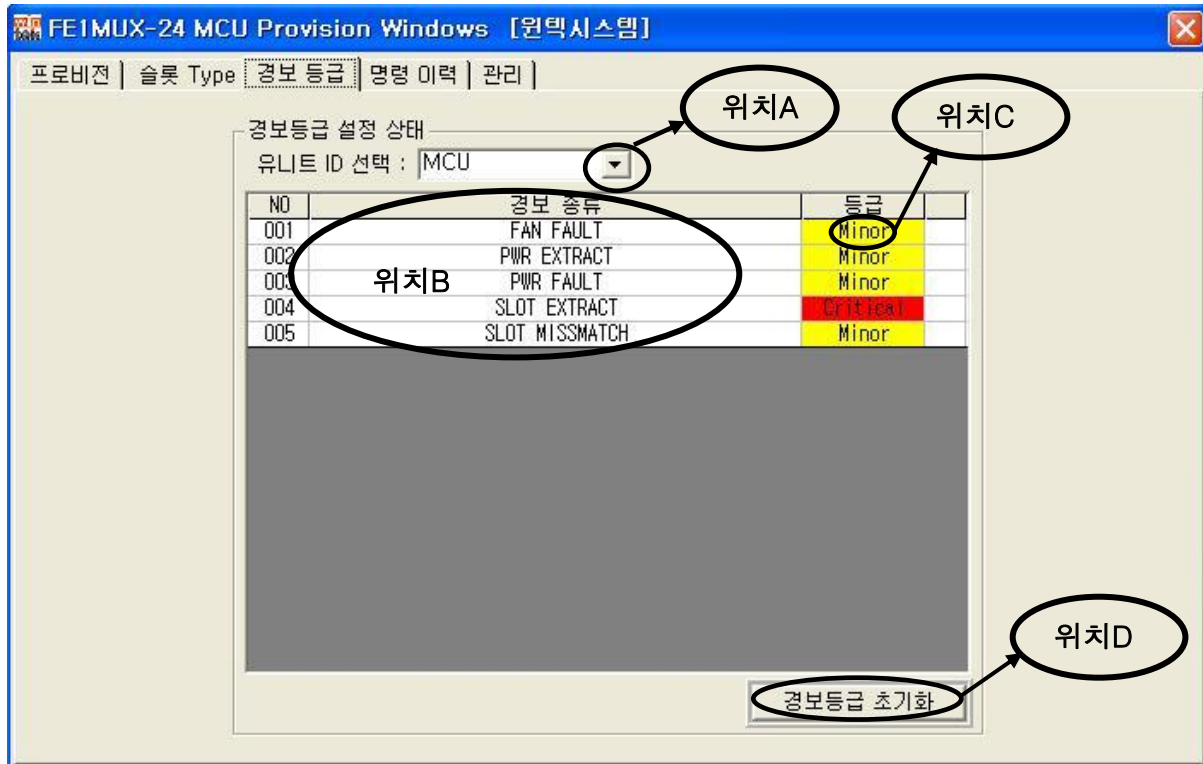 FE1MUX-24 MCU Provision Windows [윈텍시스템]
프로비전 슬롯 Type 경보 등급 명령 이력 관리
위치A
위치C
경보등급 설정 상태
유니트 ID 선택 : MCU
NO 경보 종류 등급
001 FAN FAULT Minor
002 PWR EXTRACT Minor
003 PWR FAULT Minor
위치B
004 SLOT EXTRACT Critical
005 SLOT MISSMATCH Minor
위치D
경보등급 초기화